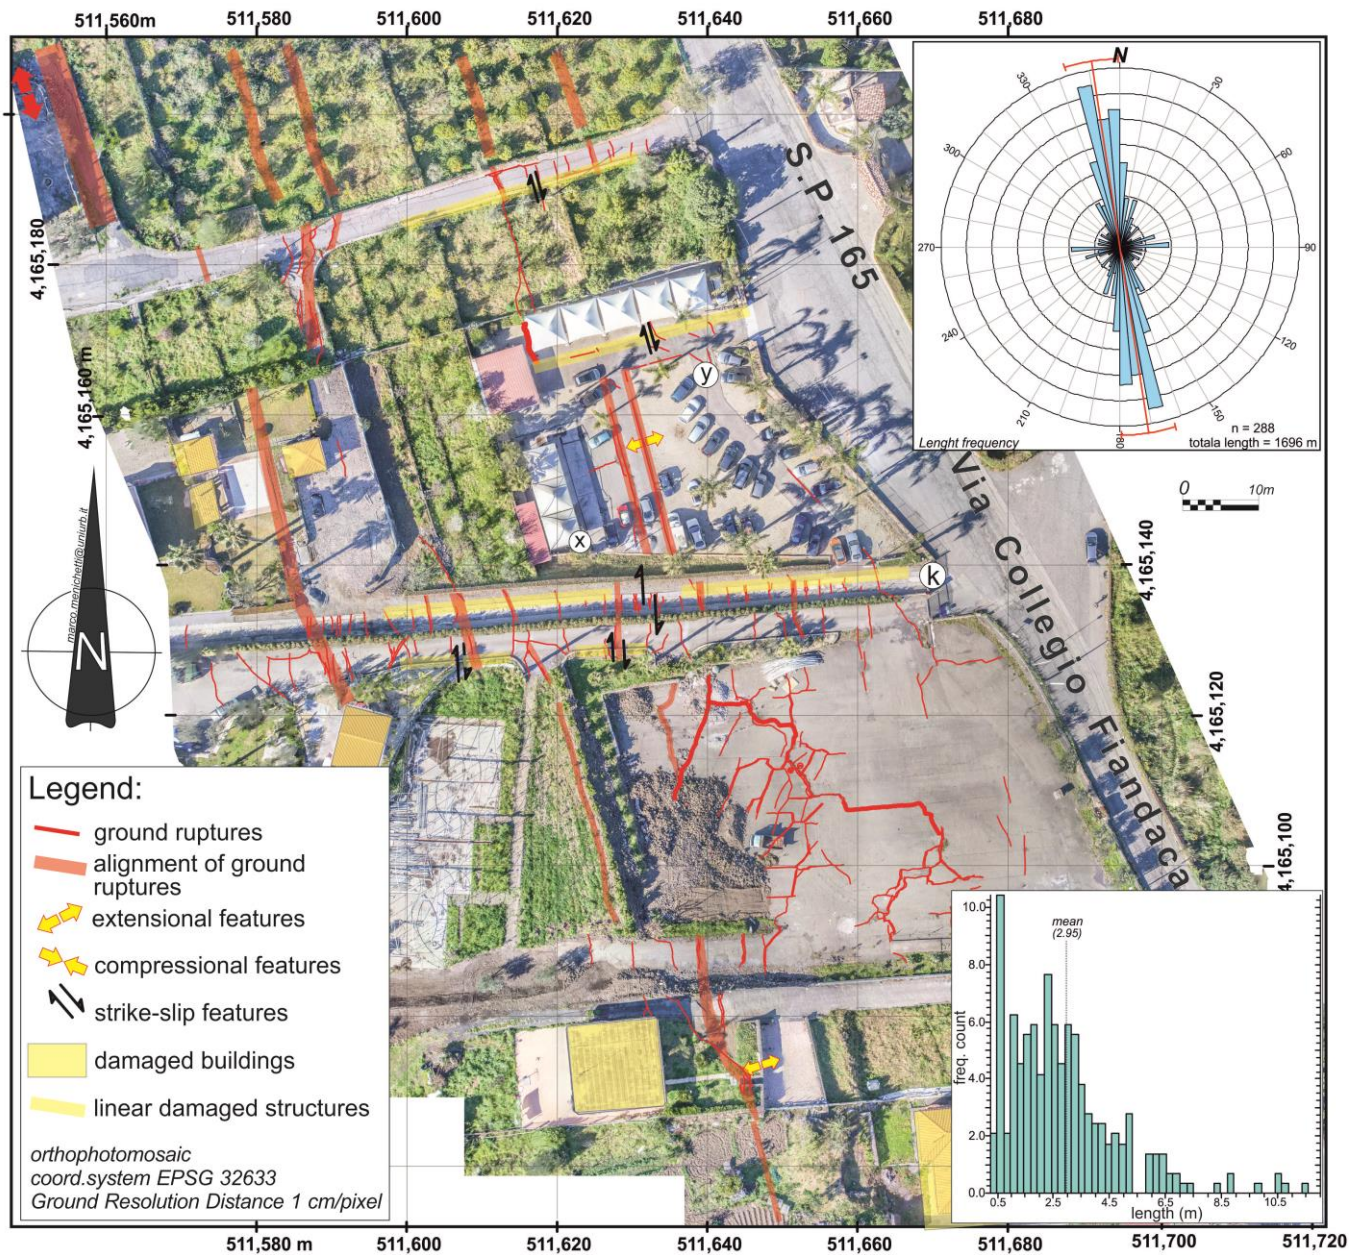 511,560m 511,580 511,600 511,620 511,640 511,660 511,680
N
330 -30
300 60
270 90
240 120
210 -150
80
n = 288
Lenght frequency totala length = 1696 m
S.P. 165
Via Collegio Fiandaca
4,165,180
4,165,160 m
y
x
k
0 10m
4,165,140
4,165,120
4,165,100
marco.menichetti@uniurb.it
N
Legend:
ground ruptures
alignment of ground
ruptures
extensional features
compressional features
strike-slip features
damaged buildings
linear damaged structures
orthophotomosaic
coord.system EPSG 32633
Ground Resolution Distance 1 cm/pixel
mean
(2.95)
freq. count
10.0
8.0
6.0
4.0
2.0
0.0
0.5 2.5 4.5 6.5 8.5 10.5
length (m)
511,580 m 511,600 511,620 511,640 511,660 511,680 511,700 511,720